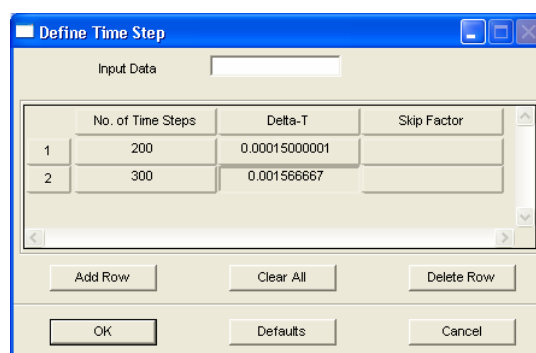 Define Time Step
Input Data
No. of Time Steps Delta-T Skip Factor
1 200 0.00015000001
2 300 0.001566667
Add Row Clear All Delete Row
OK Defaults Cancel